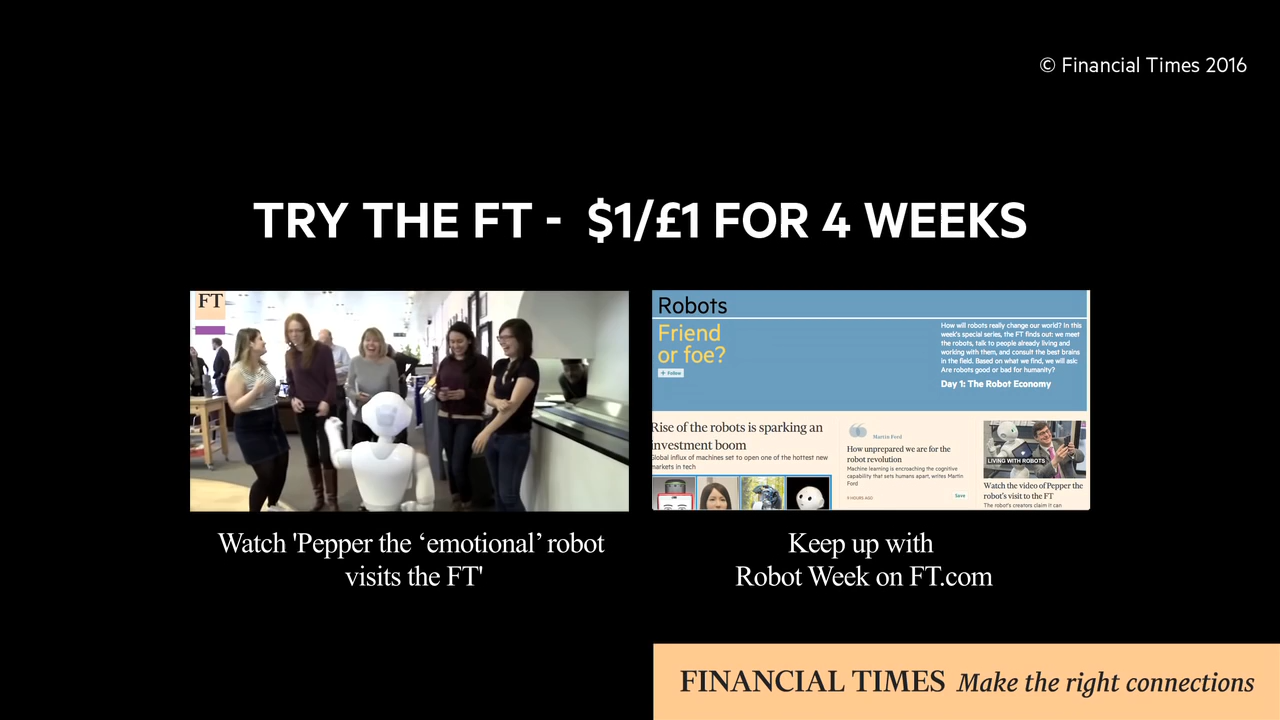 © Financial Times 2016
TRY THE FT - $1/£1 FOR 4 WEEKS
FT
Watch 'Pepper the ‘emotional’ robot
visits the FT'
Robots
Friend
or foe?
+ Follow
How will robots really change our world? In this
week's special series, the FT finds out: we meet
the robots, talk to people already living and
working with them, and consult the best brains
in the field. Based on what we find, we will ask:
Are robots good or bad for humanity?
Day 1: The Robot Economy
Rise of the robots is sparking an
investment boom
Global influx of machines set to open one of the hottest new
markets in tech
Martin Ford
How unprepared we are for the
robot revolution
Machine learning is encroaching the cognitive
capability that sets humans apart, writes Martin
Ford
9 HOURS AGO
Save
LIVING WITH ROBOTS
Watch the video of Pepper the
robot's visit to the FT
The robot's creators claim it can
Keep up with
Robot Week on FT.com
FINANCIAL TIMES Make the right connections